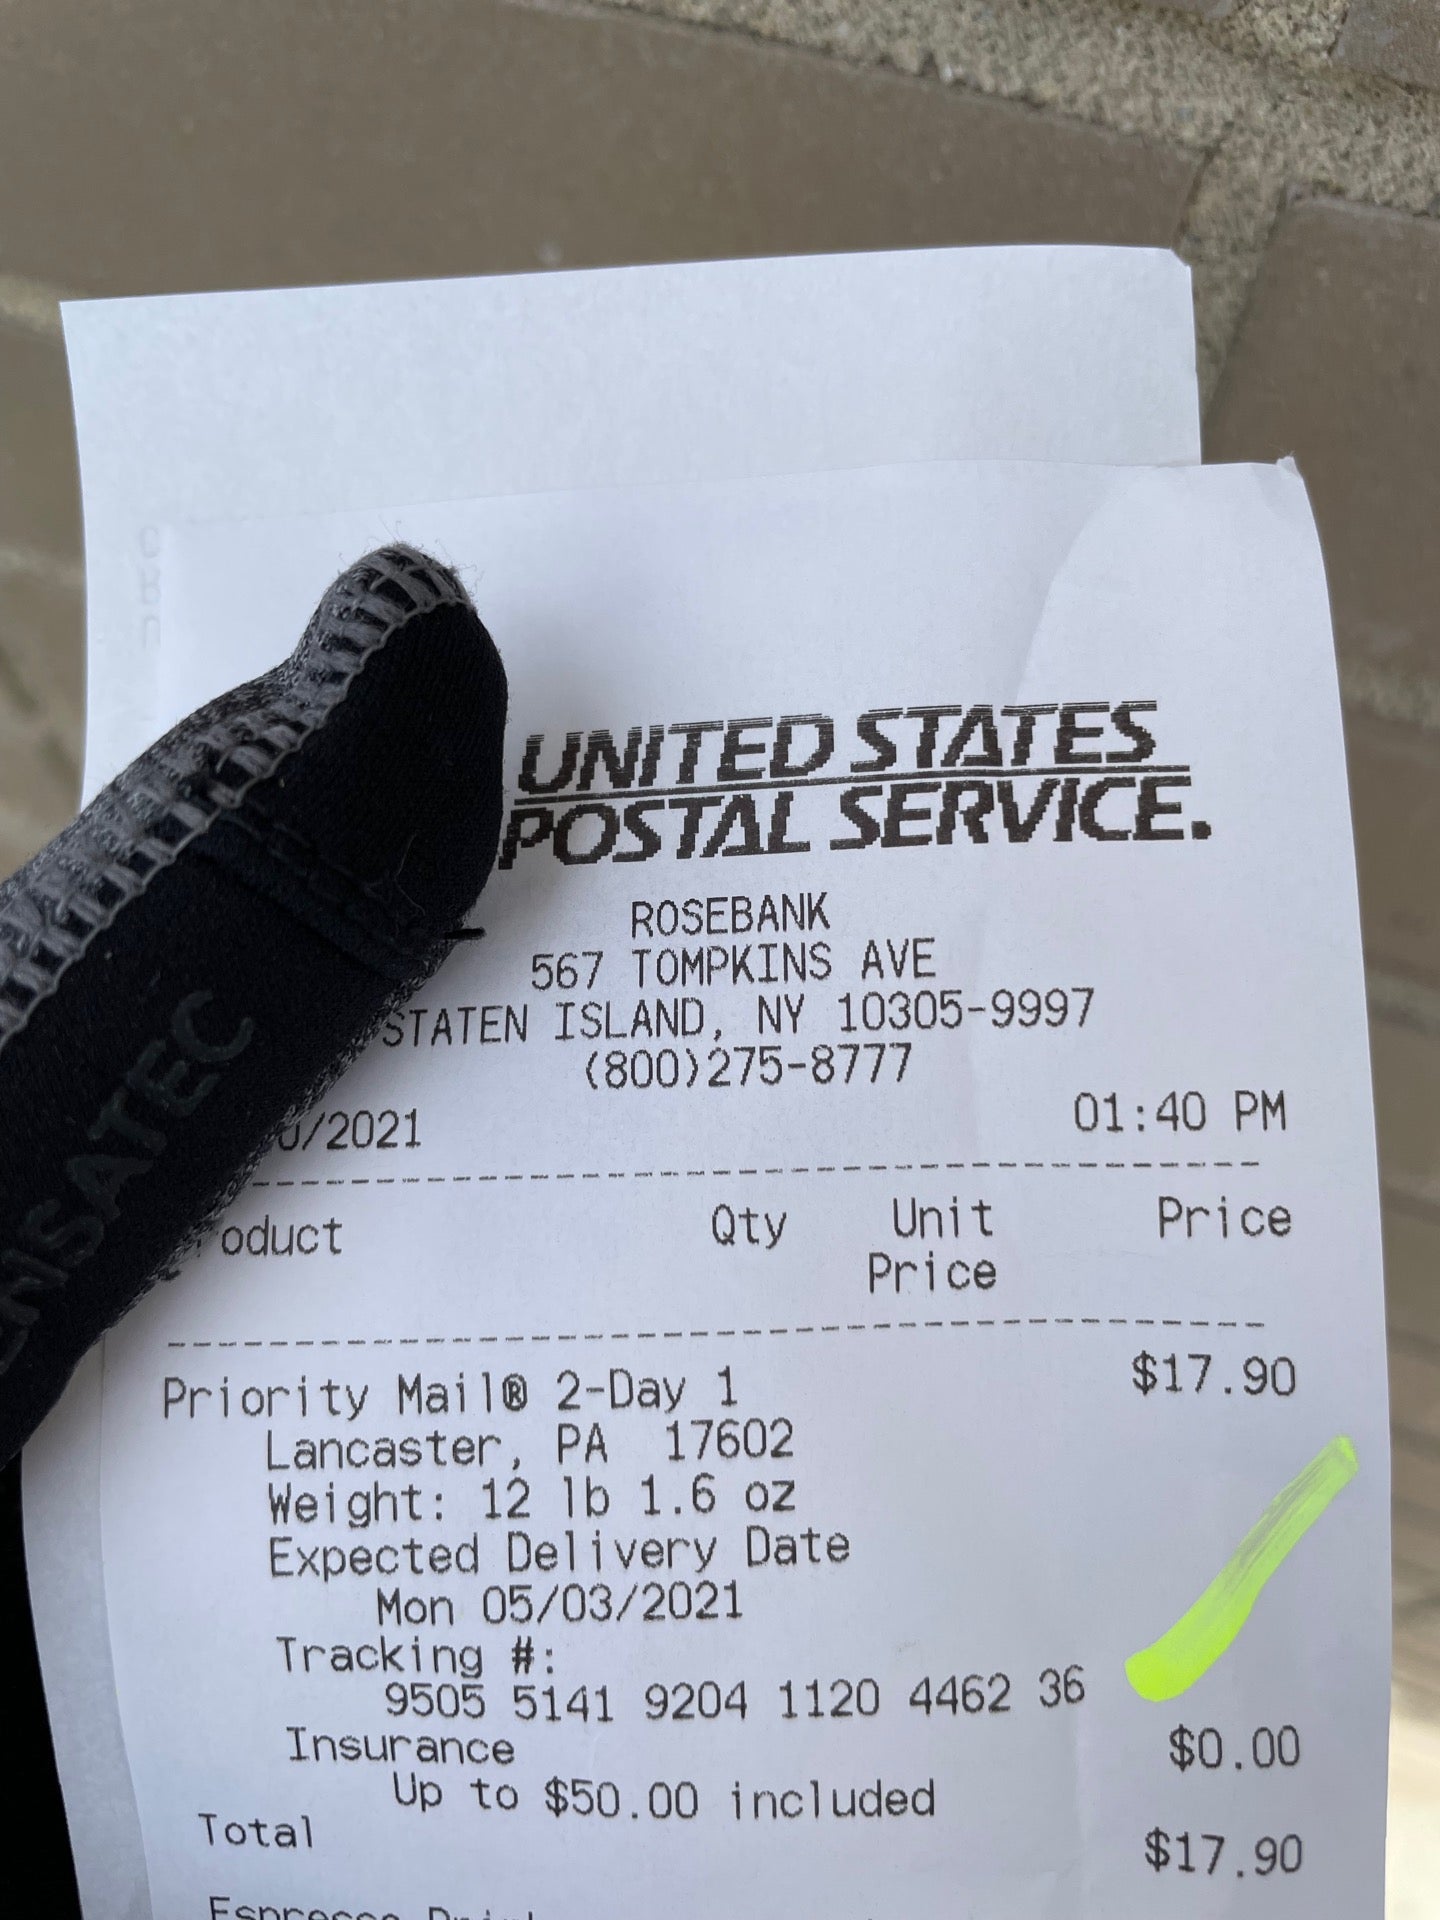 UNITED STATES
POSTAL SERVICE.
ROSEBANK
567 TOMPKINS AVE
STATEN ISLAND, NY 10305-9997
(800)275-8777
0/2021 01:40 PM
oduct Qty Unit Price
Price
Priority Mail® 2-Day 1 $17.90
Lancaster, PA 17602
Weight: 12 lb 1.6 oz
Expected Delivery Date
Mon 05/03/2021
Tracking #:
9505 5141 9204 1120 4462 36
Insurance $0.00
Up to $50.00 included
Total $17.90